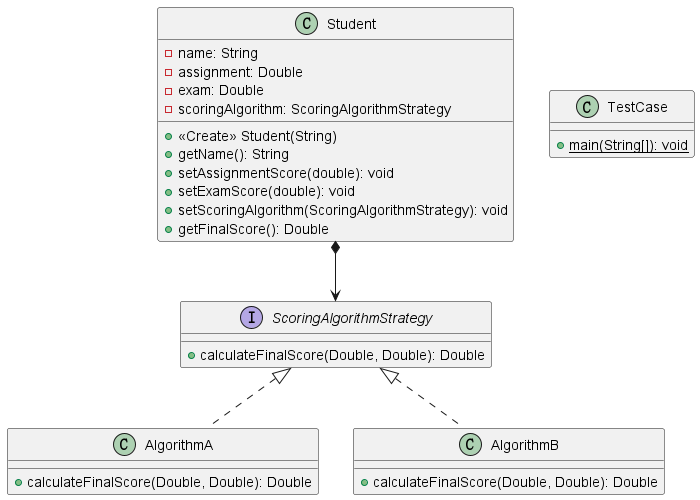 C Student
name: String
assignment: Double
exam: Double
scoringAlgorithm: ScoringAlgorithmStrategy
«Create» Student(String)
getName(): String
setAssignmentScore(double): void
setExamScore(double): void
setScoringAlgorithm(ScoringAlgorithmStrategy): void
getFinalScore(): Double
C TestCase
main(String[]): void
I ScoringAlgorithmStrategy
calculateFinalScore(Double, Double): Double
C AlgorithmA
calculateFinalScore(Double, Double): Double
C AlgorithmB
calculateFinalScore(Double, Double): Double